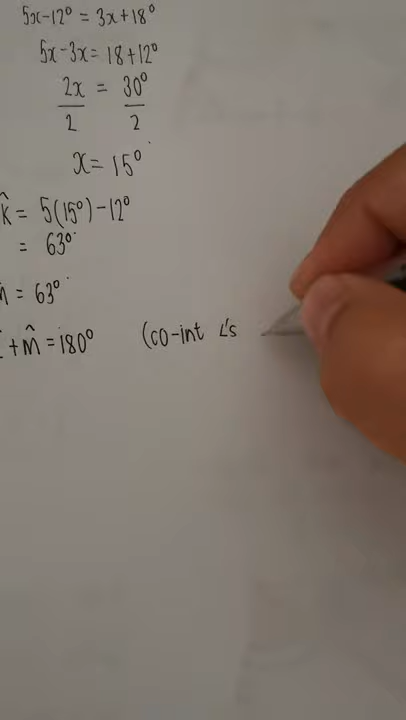 5x-12° = 3x+18°
5x-3x = 18+12°
2x/2 = 30°/2
x = 15°
k̂ = 5(15°)-12°
= 63°
= 63°
+ M̂ = 180° (co-int ∠'s